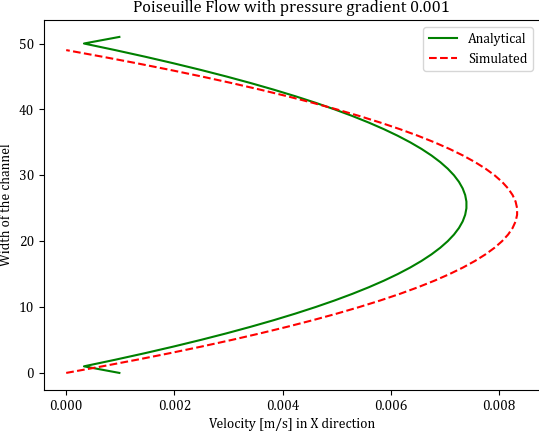 Poiseuille Flow with pressure gradient 0.001
Analytical
Simulated
Width of the channel
50
40
30
20
10
0
0.000 0.002 0.004 0.006 0.008
Velocity [m/s] in X direction